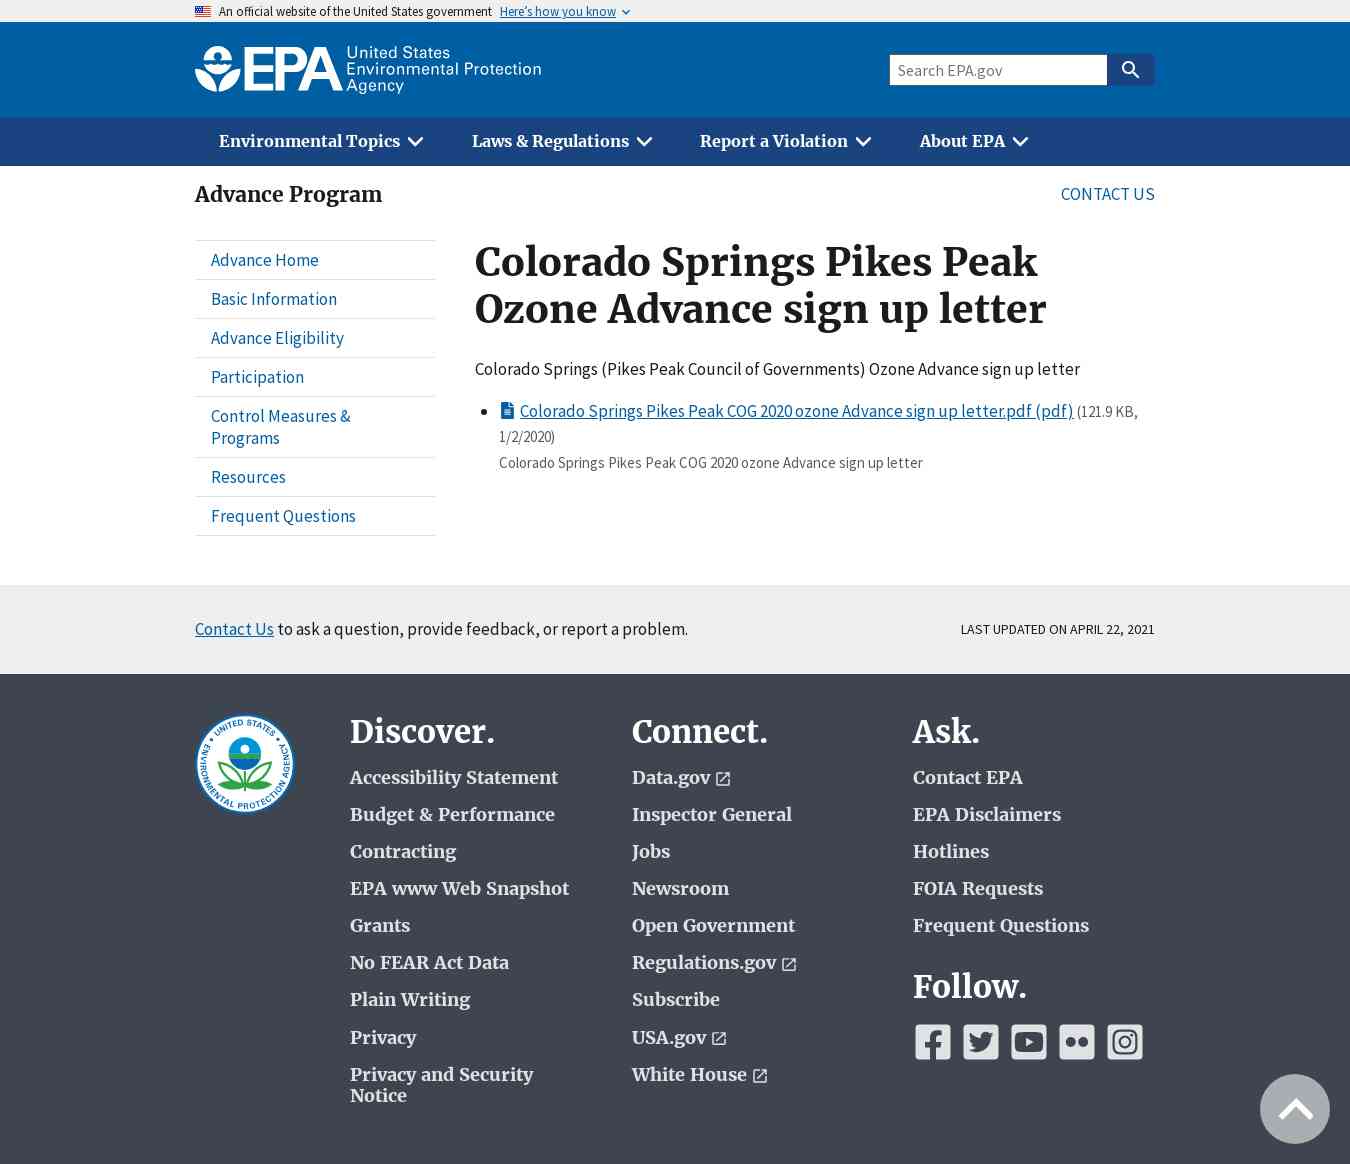 An official website of the United States government Here's how you know
EPA United States
Environmental Protection
Agency
Search EPA.gov
Environmental Topics Laws & Regulations Report a Violation About EPA
Advance Program CONTACT US
Advance Home
Basic Information
Advance Eligibility
Participation
Control Measures &
Programs
Resources
Frequent Questions
Colorado Springs Pikes Peak
Ozone Advance sign up letter
Colorado Springs (Pikes Peak Council of Governments) Ozone Advance sign up letter
Colorado Springs Pikes Peak COG 2020 ozone Advance sign up letter.pdf (pdf) (121.9 KB,
1/2/2020)
Colorado Springs Pikes Peak COG 2020 ozone Advance sign up letter
Contact Us to ask a question, provide feedback, or report a problem. LAST UPDATED ON APRIL 22, 2021
UNITED STATES
ENVIRONMENTAL PROTECTION AGENCY
Discover.
Accessibility Statement
Budget & Performance
Contracting
EPA www Web Snapshot
Grants
No FEAR Act Data
Plain Writing
Privacy
Privacy and Security
Notice
Connect.
Data.gov
Inspector General
Jobs
Newsroom
Open Government
Regulations.gov
Subscribe
USA.gov
White House
Ask.
Contact EPA
EPA Disclaimers
Hotlines
FOIA Requests
Frequent Questions
Follow.